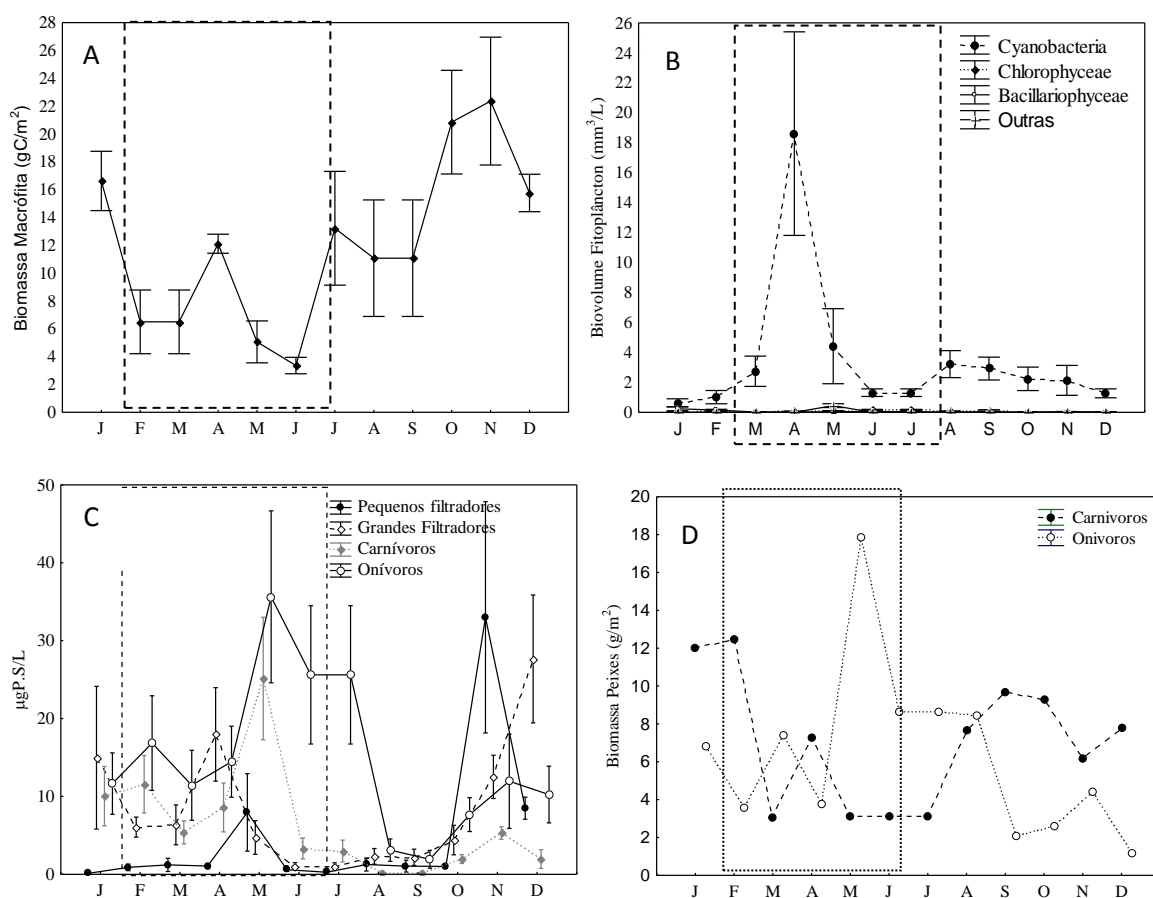 A
Biomassa Macrófita (gC/m²)
28
26
24
22
20
18
16
14
12
10
8
6
4
2
0
J F M A M J J A S O N D
B
Biovolume Fitoplâncton (mm³/L)
28
26
24
22
20
18
16
14
12
10
8
6
4
2
0
J F M A M J J A S O N D
Cyanobacteria
Chlorophyceae
Bacillariophyceae
Outras
C
µgP.S/L
50
40
30
20
10
0
J F M A M J J A S O N D
Pequenos filtradores
Grandes Filtradores
Carnívoros
Onívoros
D
Biomassa Peixes (g/m²)
20
18
16
14
12
10
8
6
4
2
0
J F M A M J J A S O N D
Carnivoros
Onivoros